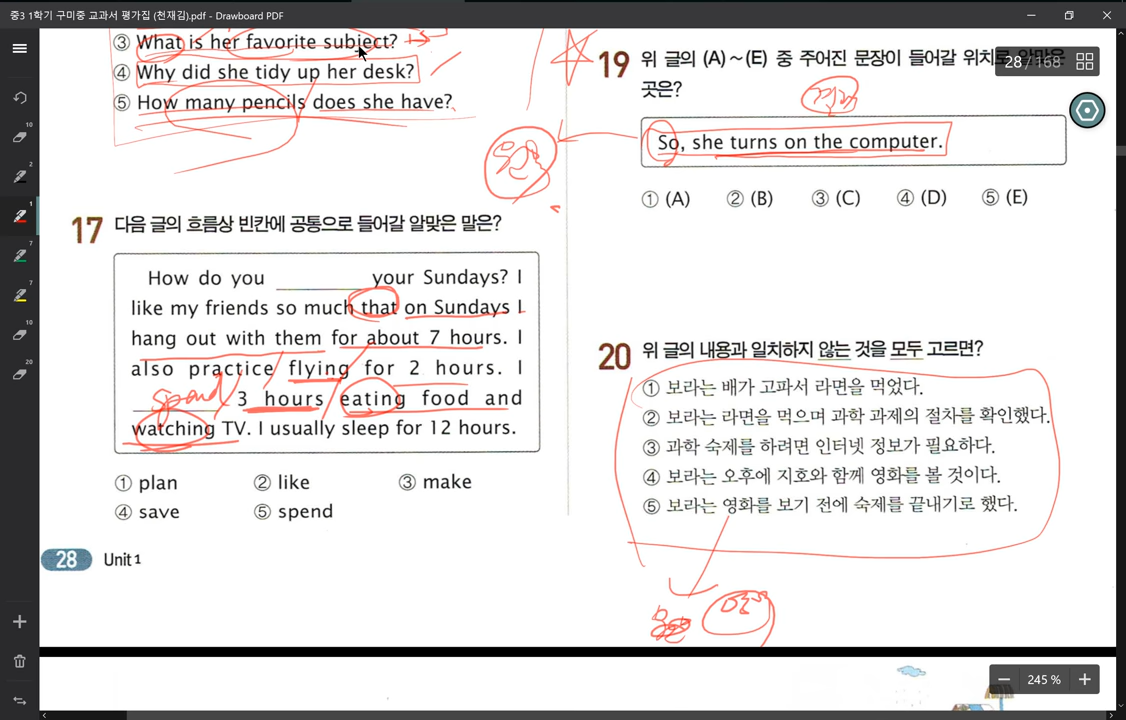 중3 1학기 구미중 교과서 평가집 (천재김).pdf - Drawboard PDF
③ What is her favorite subject?
④ Why did she tidy up her desk?
⑤ How many pencils does she have?
17 다음 글의 흐름상 빈칸에 공통으로 들어갈 알맞은 말은?
How do you ________ your Sundays? I
like my friends so much that on Sundays I
hang out with them for about 7 hours. I
also practice flying for 2 hours. I
spend 3 hours eating food and
watching TV. I usually sleep for 12 hours.
① plan ② like ③ make
④ save ⑤ spend
28 Unit 1
19 위 글의 (A)~(E) 중 주어진 문장이 들어갈 위치로 알맞은
곳은?
So, she turns on the computer.
① (A) ② (B) ③ (C) ④ (D) ⑤ (E)
20 위 글의 내용과 일치하지 않는 것을 모두 고르면?
① 보라는 배가 고파서 라면을 먹었다.
② 보라는 라면을 먹으며 과학 과제의 절차를 확인했다.
③ 과학 숙제를 하려면 인터넷 정보가 필요하다.
④ 보라는 오후에 지호와 함께 영화를 볼 것이다.
⑤ 보라는 영화를 보기 전에 숙제를 끝내기로 했다.
28 / 168
10
2
1
7
7
10
20
245 %